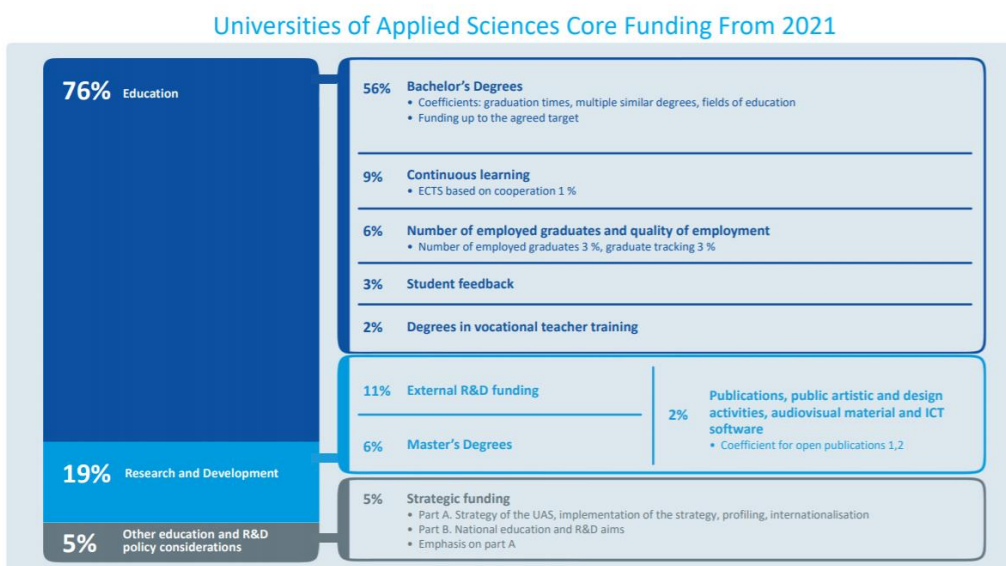 Universities of Applied Sciences Core Funding From 2021
76% Education
56% Bachelor's Degrees
• Coefficients: graduation times, multiple similar degrees, fields of education
• Funding up to the agreed target
9% Continuous learning
• ECTS based on cooperation 1 %
6% Number of employed graduates and quality of employment
• Number of employed graduates 3 %, graduate tracking 3 %
3% Student feedback
2% Degrees in vocational teacher training
19% Research and Development
11% External R&D funding
6% Master's Degrees
2%
Publications, public artistic and design
activities, audiovisual material and ICT
software
• Coefficient for open publications 1,2
5%
Other education and R&D
policy considerations
5% Strategic funding
• Part A. Strategy of the UAS, implementation of the strategy, profiling, internationalisation
• Part B. National education and R&D aims
• Emphasis on part A